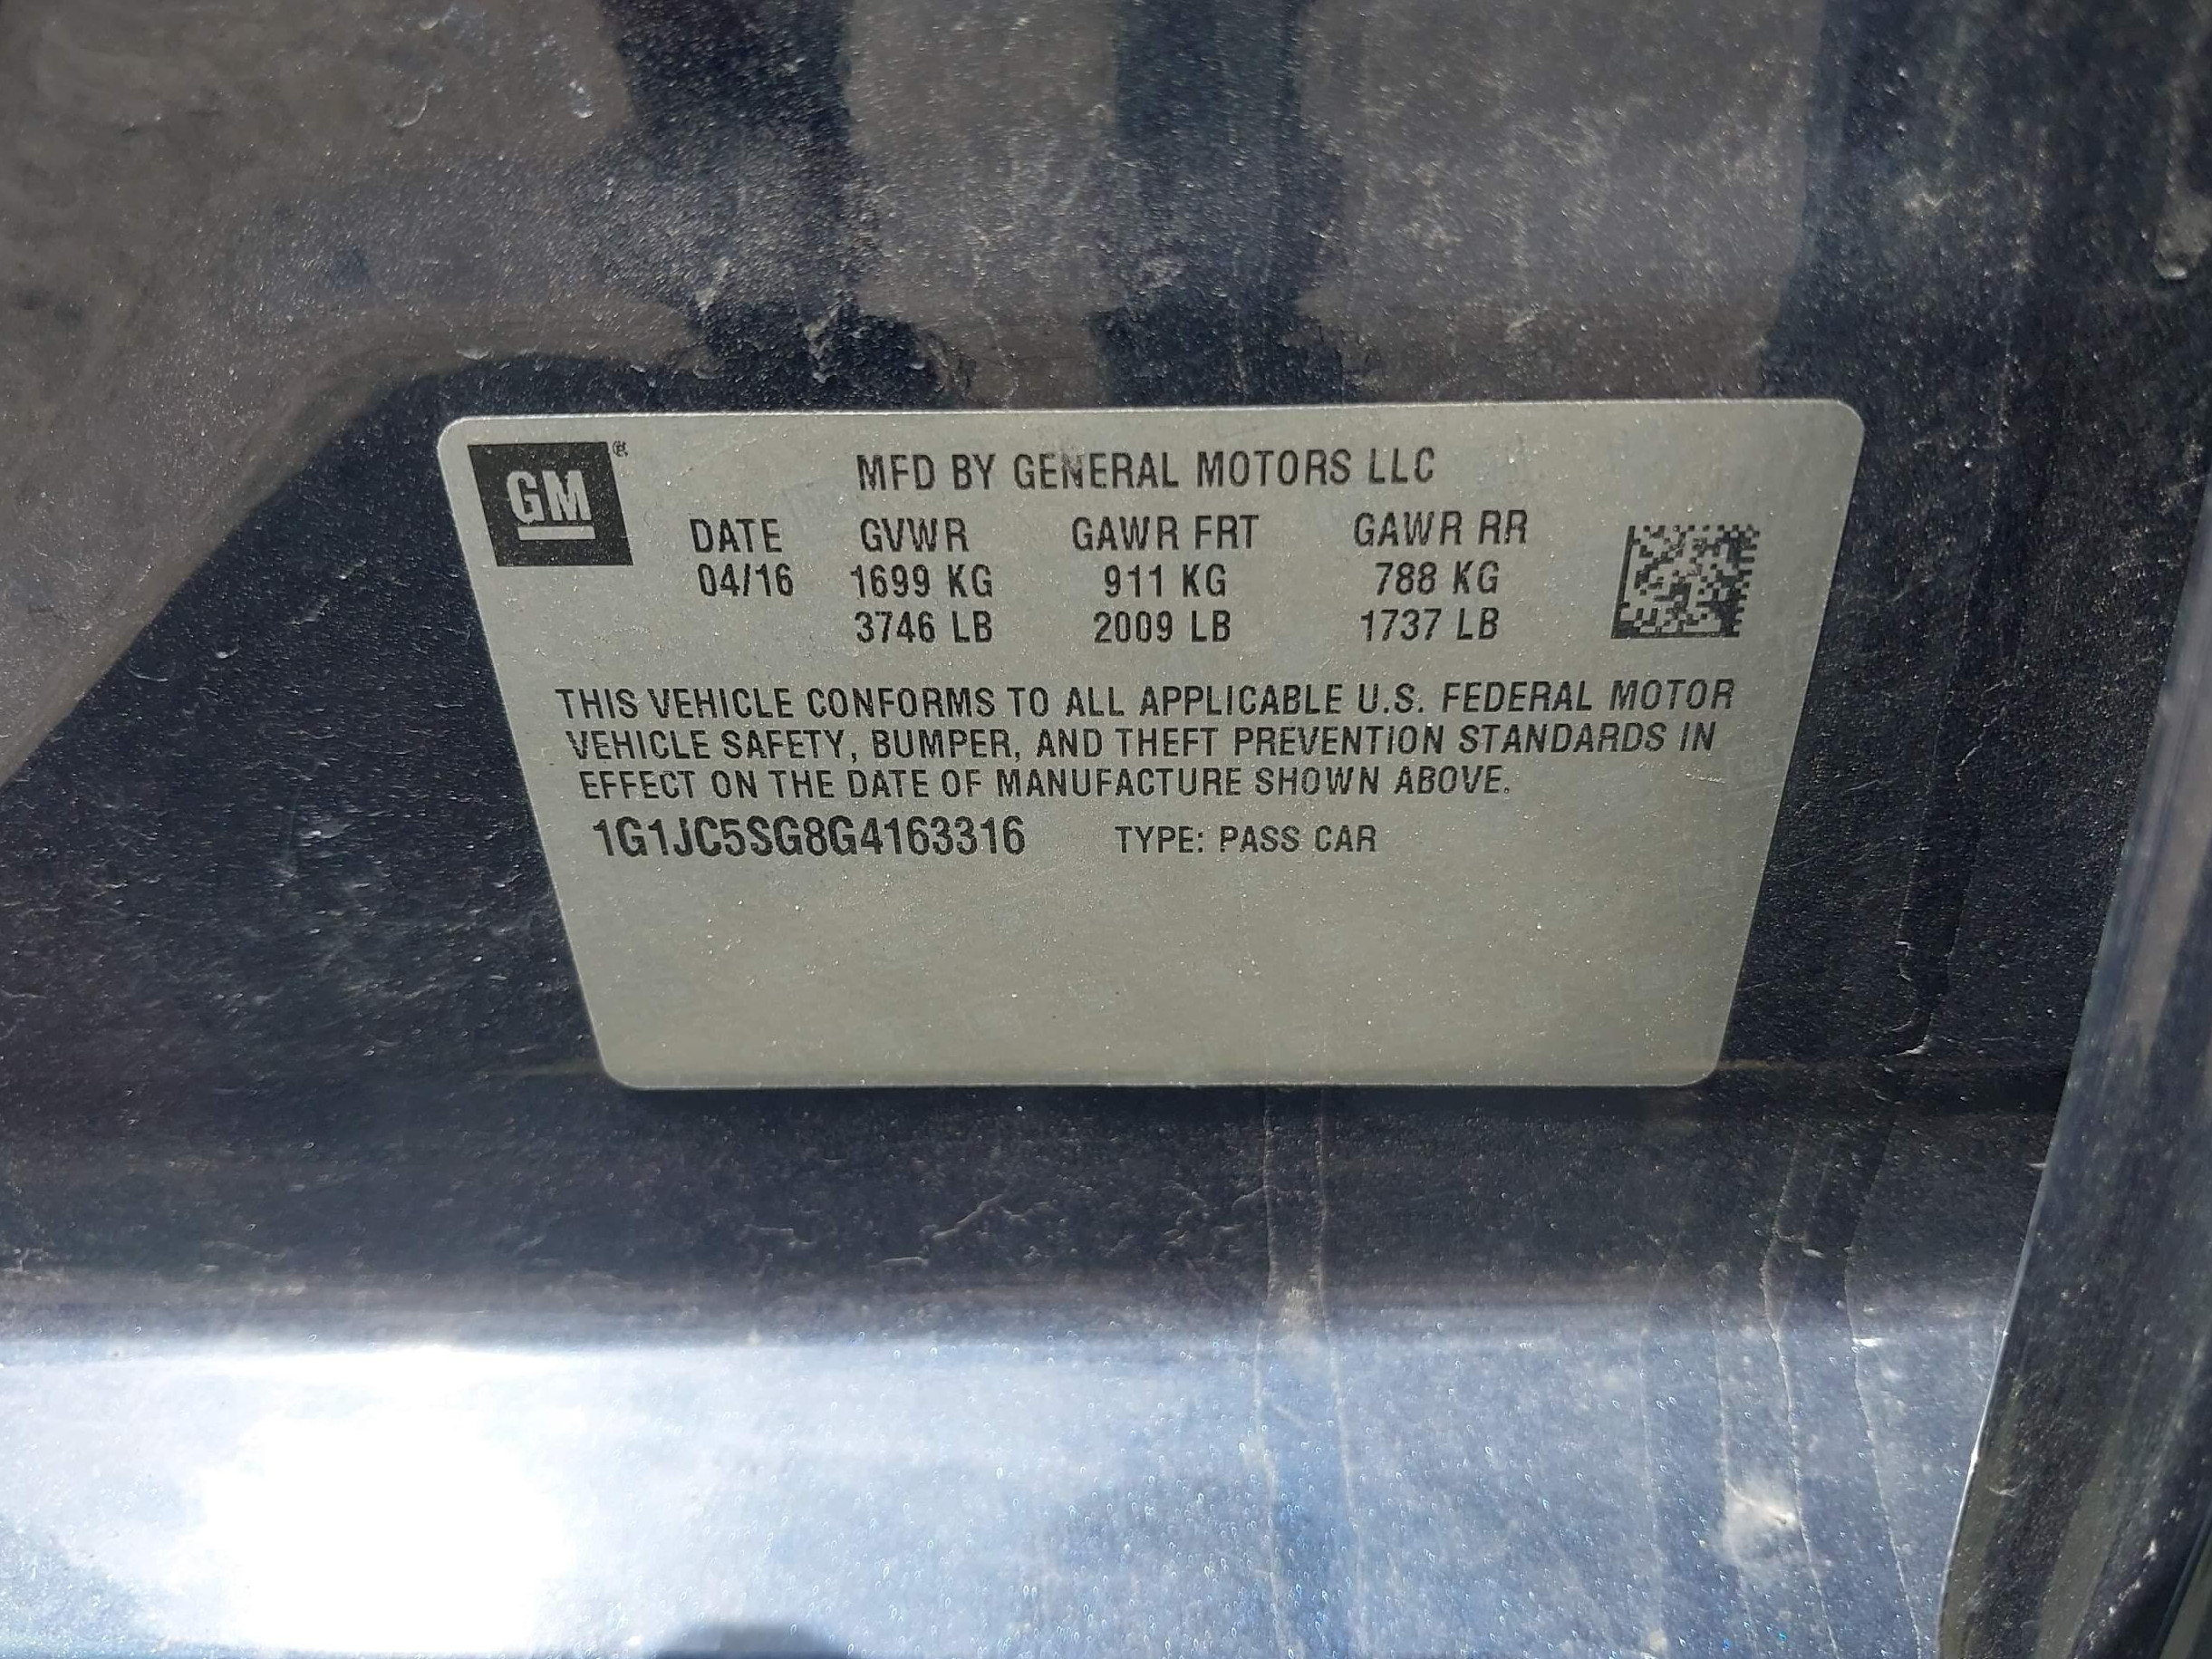 GM®
MFD BY GENERAL MOTORS LLC
DATE GVWR GAWR FRT GAWR RR
04/16 1699 KG 911 KG 788 KG
3746 LB 2009 LB 1737 LB
THIS VEHICLE CONFORMS TO ALL APPLICABLE U.S. FEDERAL MOTOR
VEHICLE SAFETY, BUMPER, AND THEFT PREVENTION STANDARDS IN
EFFECT ON THE DATE OF MANUFACTURE SHOWN ABOVE.
1G1JC5SG8G4163316 TYPE: PASS CAR